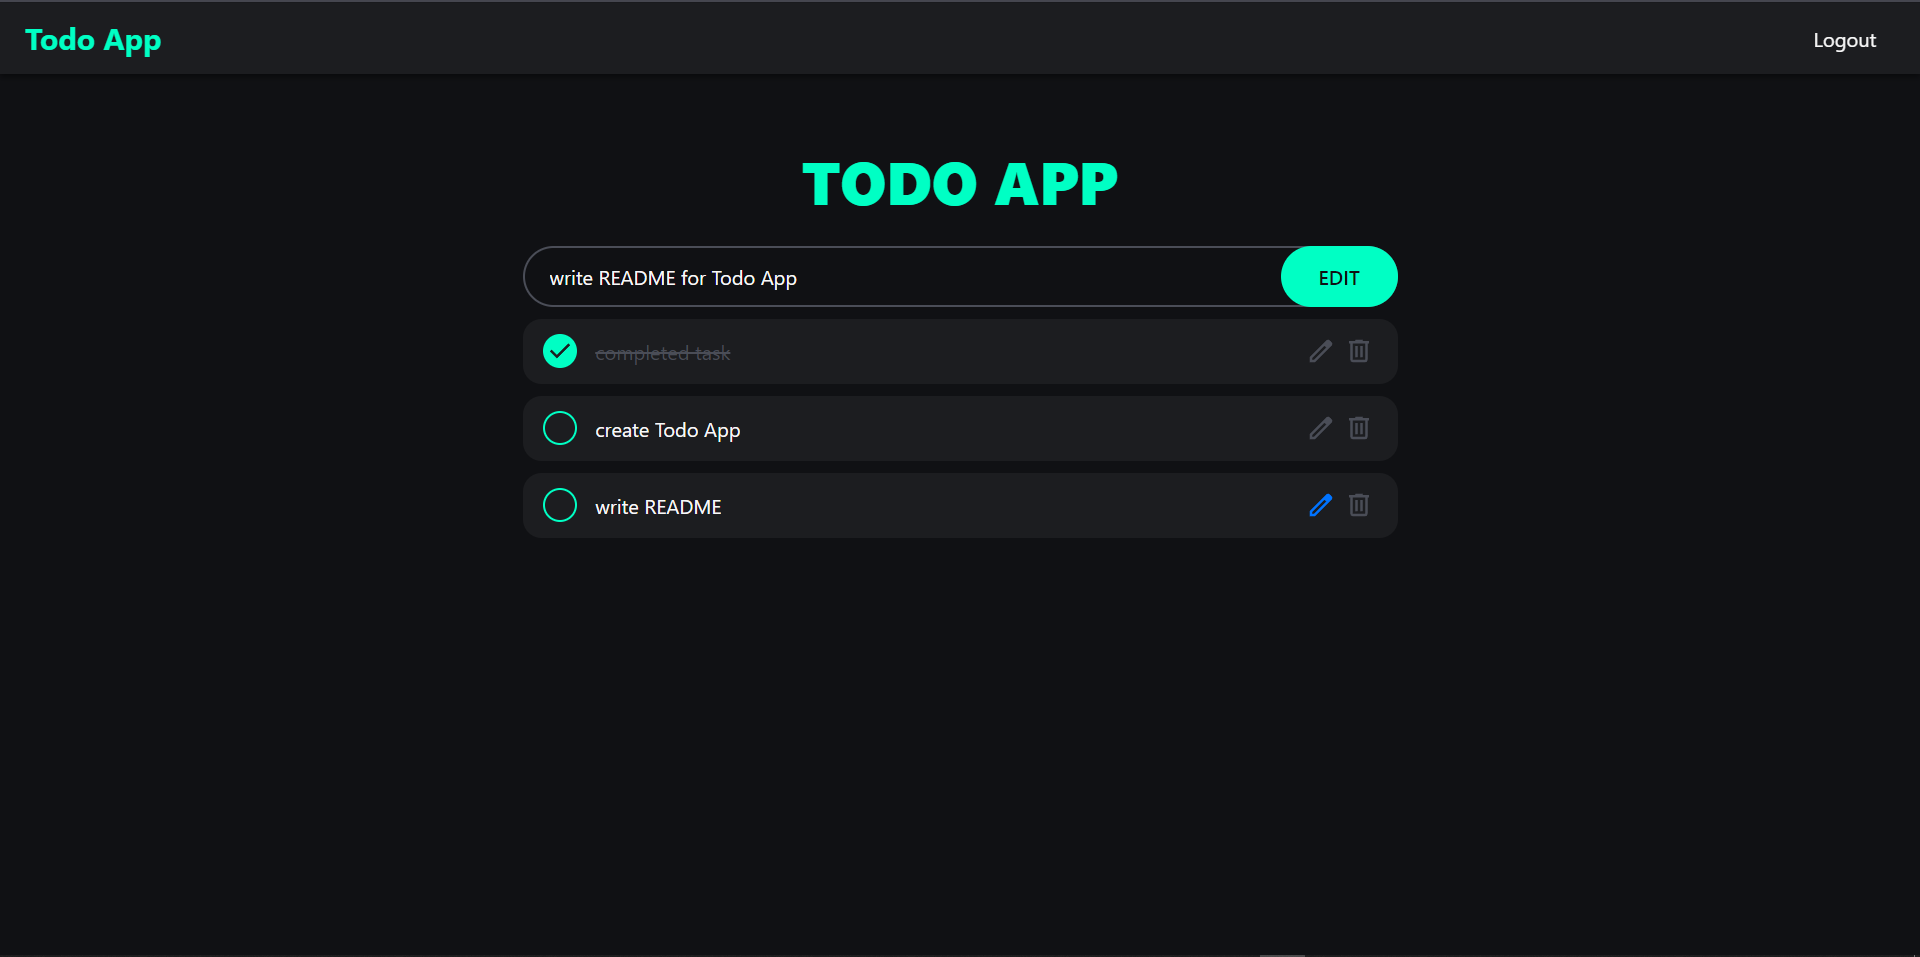 Todo App
Logout
TODO APP
write README for Todo App
EDIT
completed task
create Todo App
write README